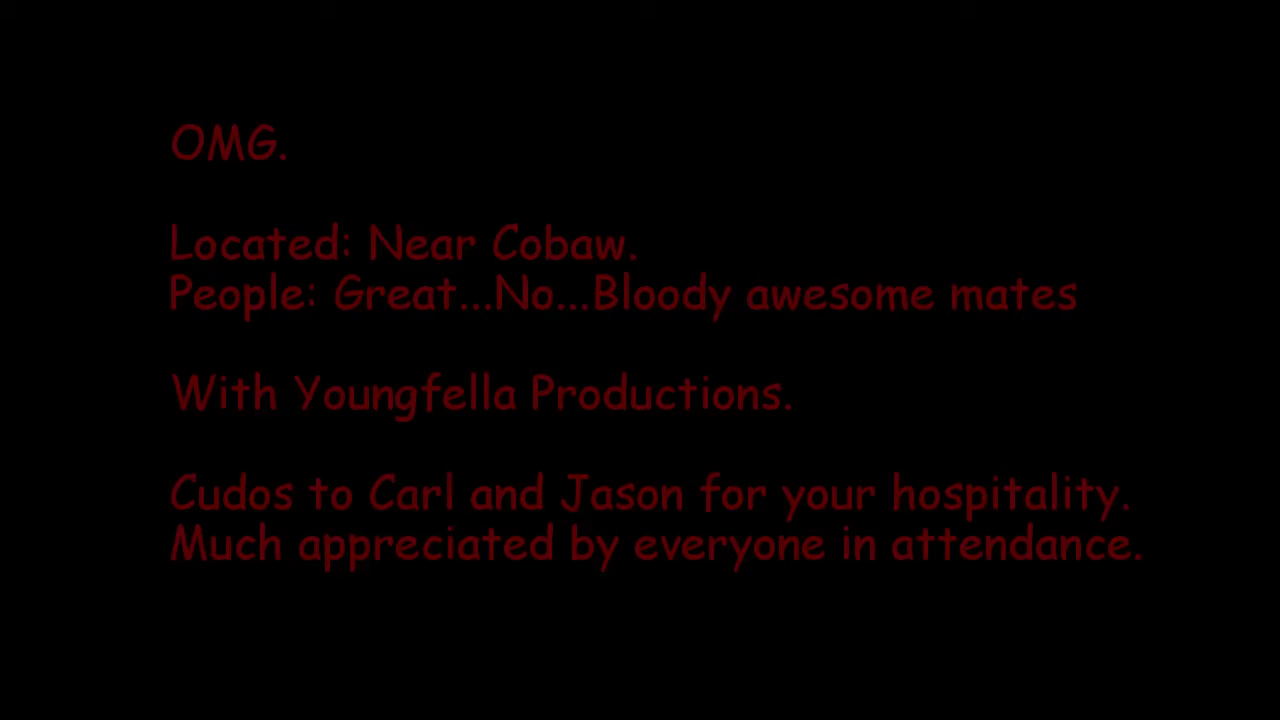 OMG.
Located: Near Cobaw.
People: Great...No...Bloody awesome mates
With Youngfella Productions.
Cudos to Carl and Jason for your hospitality.
Much appreciated by everyone in attendance.